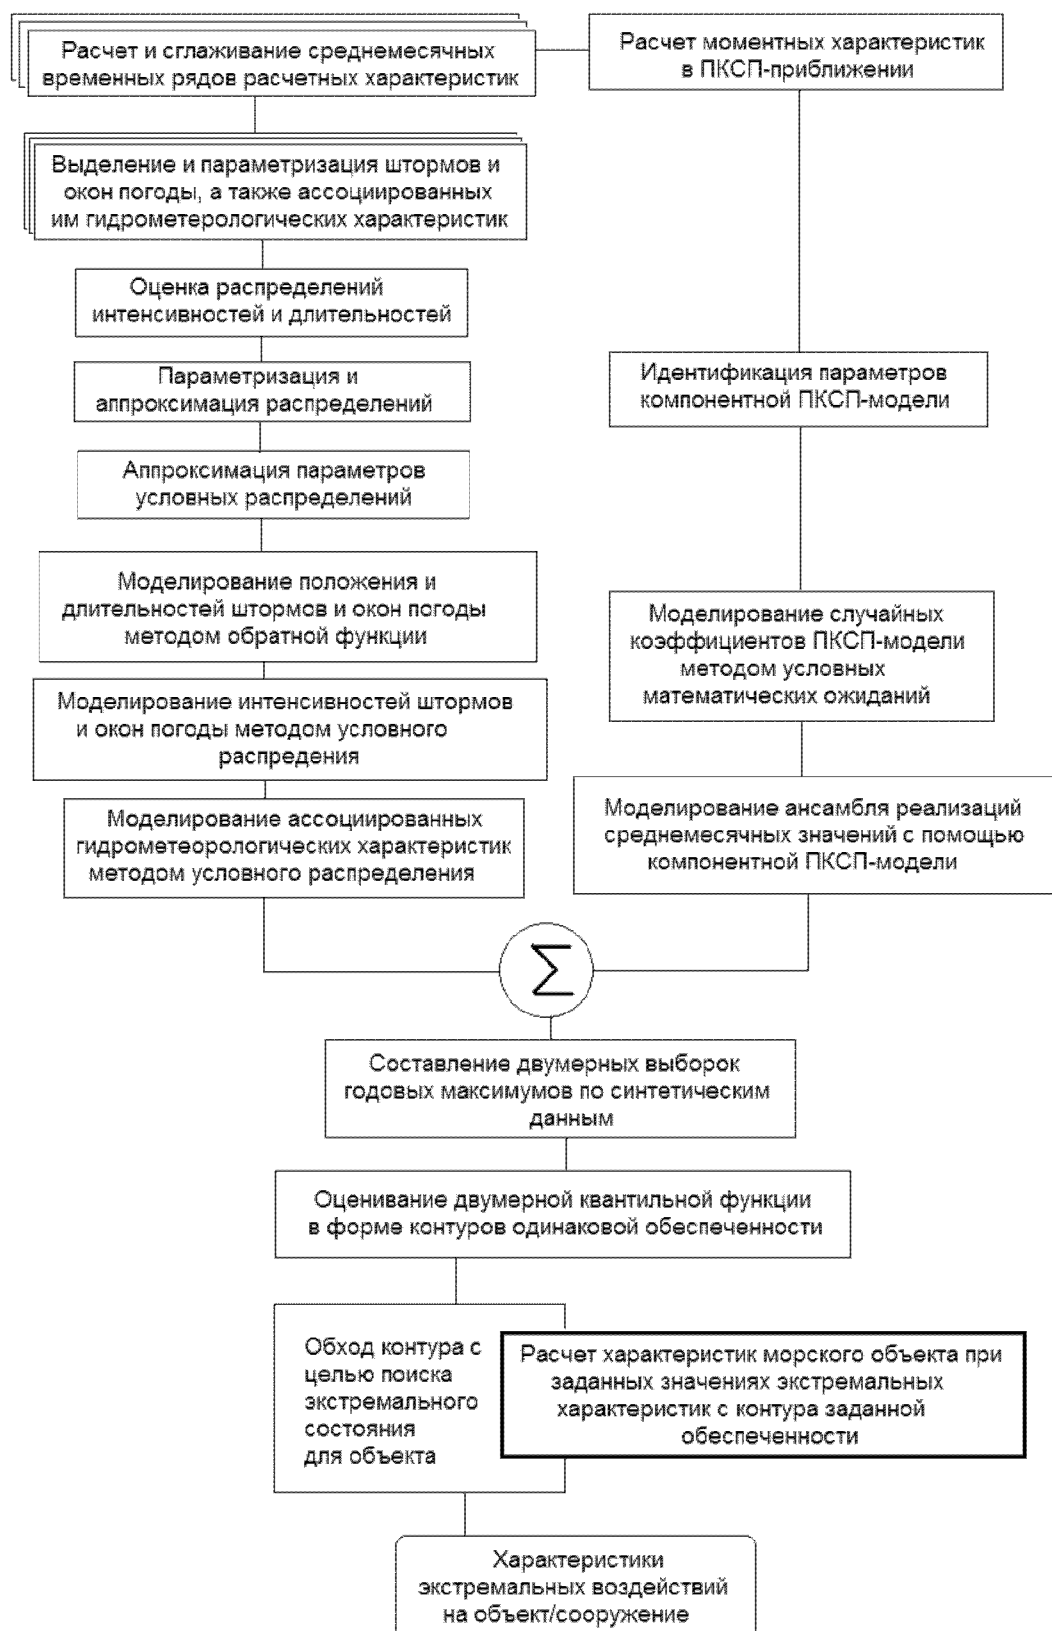 Расчет и сглаживание среднемесячных
временных рядов расчетных характеристик
Расчет моментных характеристик
в ПКСП-приближении
Выделение и параметризация штормов и
окон погоды, а также ассоциированных
им гидрометерологических характеристик
Оценка распределений
интенсивностей и длительностей
Параметризация и
аппроксимация распределений
Идентификация параметров
компонентной ПКСП-модели
Аппроксимация параметров
условных распределений
Моделирование положения и
длительностей штормов и окон погоды
методом обратной функции
Моделирование случайных
коэффициентов ПКСП-модели
методом условных
математических ожиданий
Моделирование интенсивностей штормов
и окон погоды методом условного
распредения
Моделирование ассоциированных
гидрометеорологических характеристик
методом условного распределения
Моделирование ансамбля реализаций
среднемесячных значений с помощью
компонентной ПКСП-модели
Σ
Составление двумерных выборок
годовых максимумов по синтетическим
данным
Оценивание двумерной квантильной функции
в форме контуров одинаковой обеспеченности
Обход контура с
целью поиска
экстремального
состояния
для объекта
Расчет характеристик морского объекта при
заданных значениях экстремальных
характеристик с контура заданной
обеспеченности
Характеристики
экстремальных воздействий
на объект/сооружение